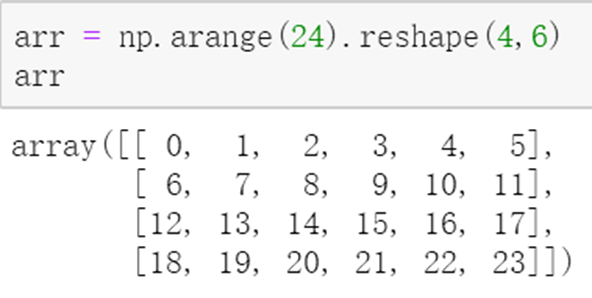 arr = np.arange(24).reshape(4,6)
arr
array([[ 0,  1,  2,  3,  4,  5],
       [ 6,  7,  8,  9, 10, 11],
       [12, 13, 14, 15, 16, 17],
       [18, 19, 20, 21, 22, 23]])